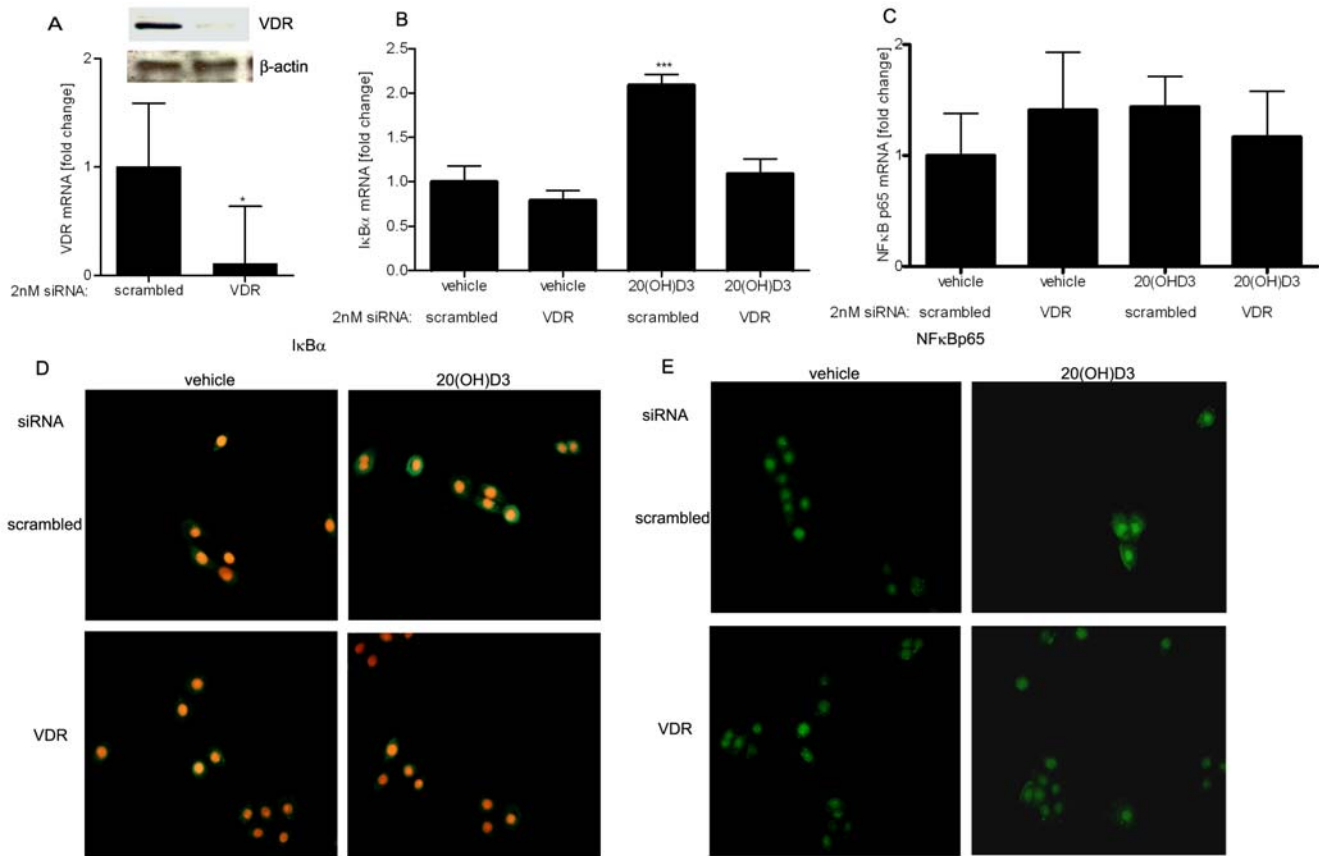 A
VDR
β-actin
VDR mRNA [fold change]
2
1
0
*
2nM siRNA: scrambled VDR
B
IκBα mRNA [fold change]
2.5
2.0
1.5
1.0
0.5
0.0
***
vehicle vehicle 20(OH)D3 20(OH)D3
2nM siRNA: scrambled VDR scrambled VDR
C
NFκB p65 mRNA [fold change]
2
1
0
vehicle vehicle 20(OHD3 20(OH)D3
2nM siRNA: scrambled VDR scrambled VDR
D
IκBα
vehicle 20(OH)D3
siRNA
scrambled
VDR
E
NFκBp65
vehicle 20(OH)D3
siRNA
scrambled
VDR